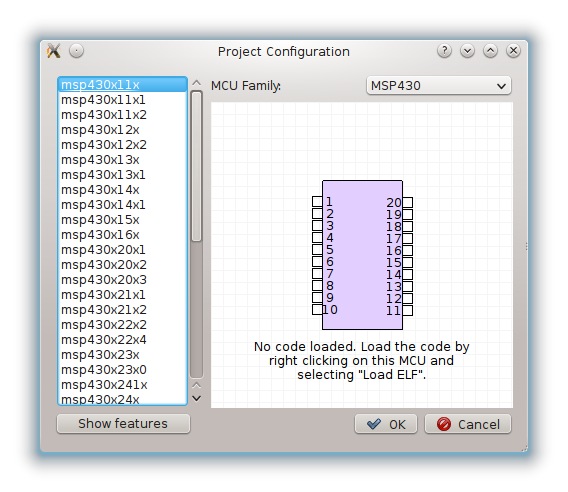 Project Configuration
msp430x11x
msp430x11x1
msp430x11x2
msp430x12x
msp430x12x2
msp430x13x
msp430x13x1
msp430x14x
msp430x14x1
msp430x15x
msp430x16x
msp430x20x1
msp430x20x2
msp430x20x3
msp430x21x1
msp430x21x2
msp430x22x2
msp430x22x4
msp430x23x
msp430x23x0
msp430x241x
msp430x24x
Show features
MCU Family:
MSP430
1 20
2 19
3 18
4 17
5 16
6 15
7 14
8 13
9 12
10 11
No code loaded. Load the code by
right clicking on this MCU and
selecting "Load ELF".
OK
Cancel